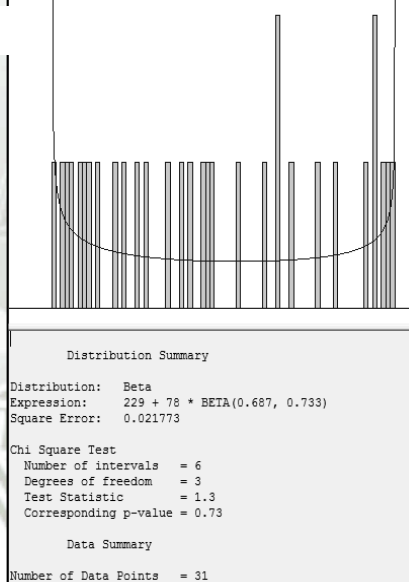 Distribution Summary
Distribution: Beta
Expression: 229 + 78 * BETA(0.687, 0.733)
Square Error: 0.021773
Chi Square Test
Number of intervals = 6
Degrees of freedom = 3
Test Statistic = 1.3
Corresponding p-value = 0.73
Data Summary
Number of Data Points = 31